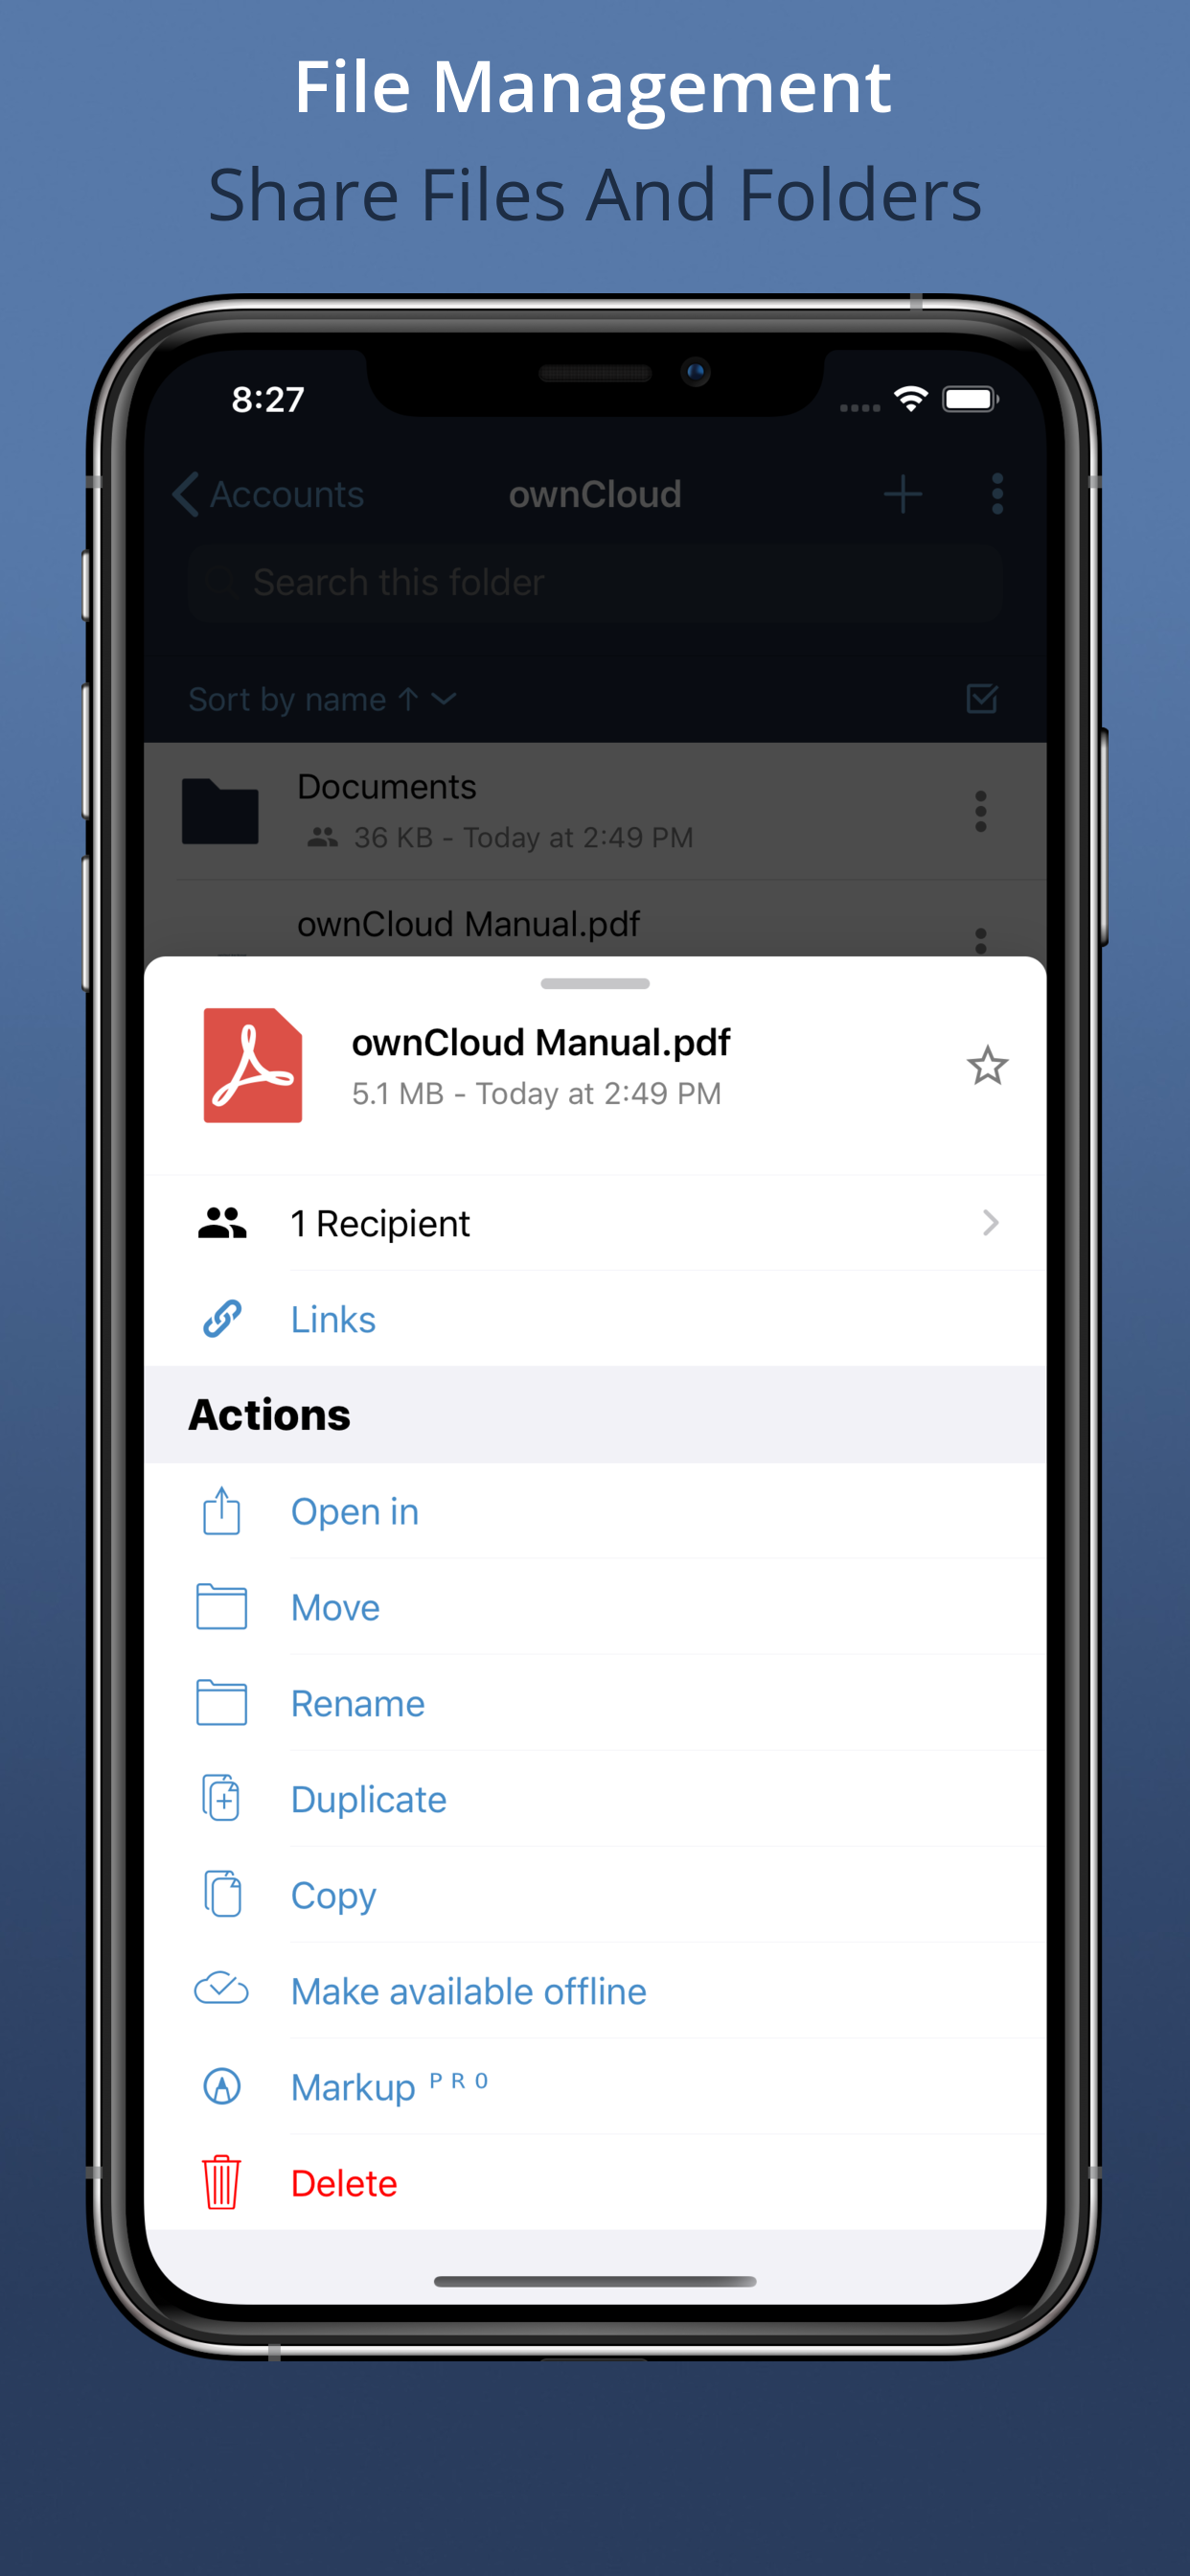 File Management
Share Files And Folders
8:27
Accounts
ownCloud
Search this folder
Sort by name ↑
Documents
36 KB - Today at 2:49 PM
ownCloud Manual.pdf
ownCloud Manual.pdf
5.1 MB - Today at 2:49 PM
1 Recipient
Links
Actions
Open in
Move
Rename
Duplicate
Copy
Make available offline
Markup ᴾ ᴿ ᴼ
Delete